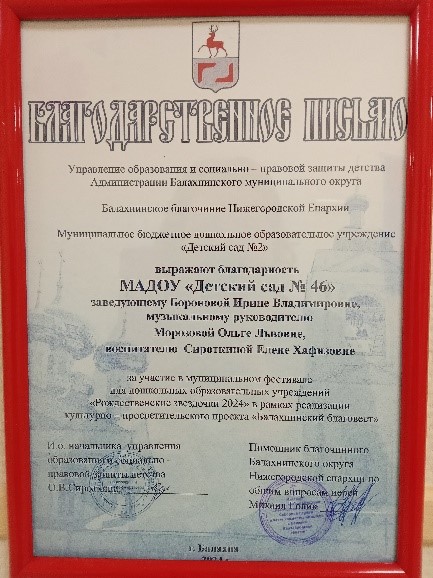 БЛАГОДАРСТВЕННОЕ ПИСЬМО
Управление образования и социально – правовой защиты детства
Администрации Балахнинского муниципального округа
Балахнинское благочиние Нижегородской Епархии
Муниципальное бюджетное дошкольное образовательное учреждение
«Детский сад №2»
выражают благодарность
МАДОУ «Детский сад № 46»
заведующему Бороновой Ирине Владимировне,
музыкальному руководителю
Морозовой Ольге Львовне,
воспитателю Сироткиной Елене Хафизовне
за участие в муниципальном фестивале
для дошкольных образовательных учреждений
«Рождественские звездочки 2024» в рамках реализации
культурно – просветительского проекта «Балахнинский благовест»
И.о. начальника управления
образования и социально –
правовой защиты детства
О.В.
Помощник благочинного
Балахнинского округа
Нижегородской епархии по
общим вопросам иерей
Михаил
г. Балахна